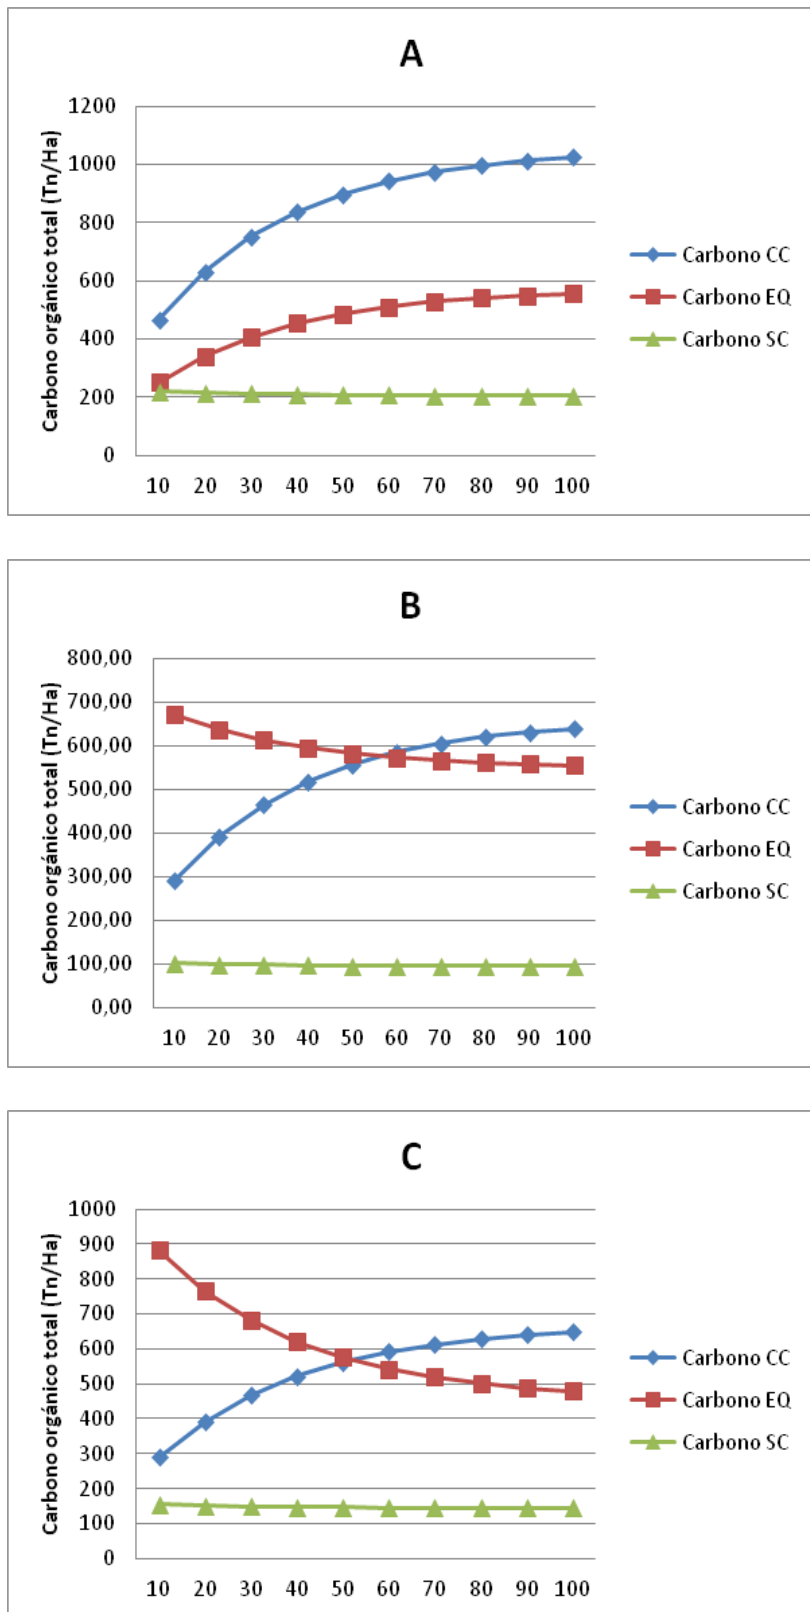 A
Carbono orgánico total (Tn/Ha)
1200
1000
800
600
400
200
0
10 20 30 40 50 60 70 80 90 100
Carbono CC
Carbono EQ
Carbono SC
B
Carbono orgánico total (Tn/Ha)
800,00
700,00
600,00
500,00
400,00
300,00
200,00
100,00
0,00
10 20 30 40 50 60 70 80 90 100
Carbono CC
Carbono EQ
Carbono SC
C
Carbono orgánico total (Tn/Ha)
1000
900
800
700
600
500
400
300
200
100
0
10 20 30 40 50 60 70 80 90 100
Carbono CC
Carbono EQ
Carbono SC